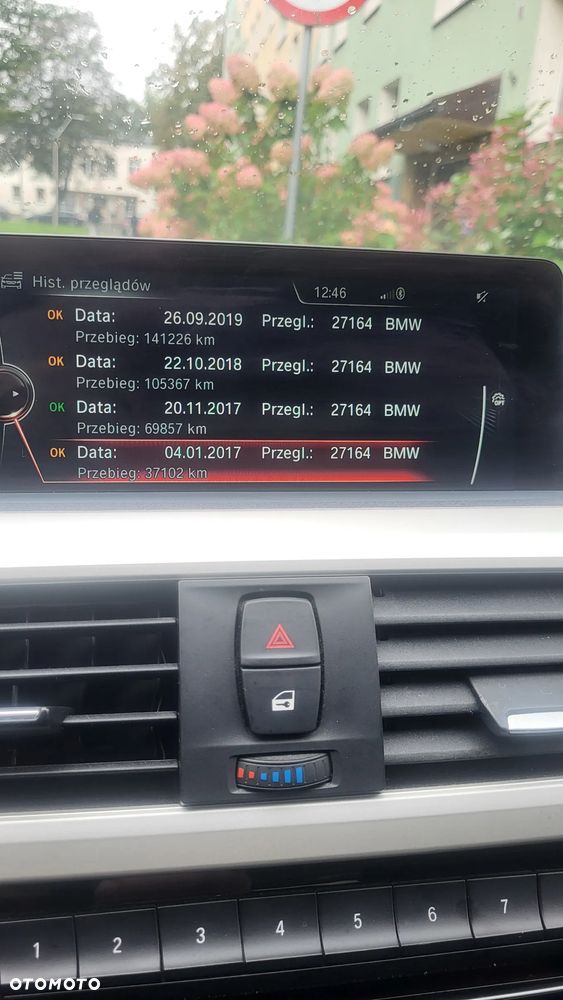 Hist. przeglądów
12:46
OK Data: 26.09.2019 Przegl.: 27164 BMW
Przebieg: 141226 km
OK Data: 22.10.2018 Przegl.: 27164 BMW
Przebieg: 105367 km
OPT
OK Data: 20.11.2017 Przegl.: 27164 BMW
Przebieg: 69857 km
OK Data: 04.01.2017 Przegl.: 27164 BMW
Przebieg: 37102 km
1 2 3 4 5 6 7
OTOMOTO